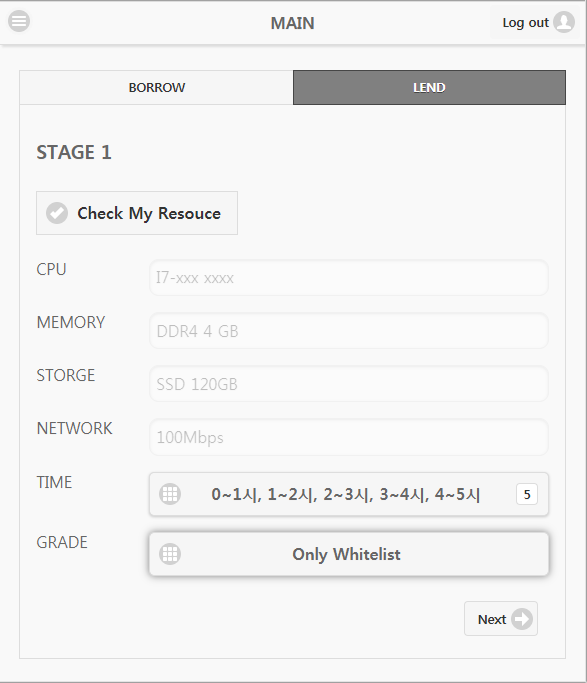 MAIN
Log out
BORROW
LEND
STAGE 1
Check My Resouce
CPU
I7-xxx xxxx
MEMORY
DDR4 4 GB
STORGE
SSD 120GB
NETWORK
100Mbps
TIME
0~1시, 1~2시, 2~3시, 3~4시, 4~5시
5
GRADE
Only Whitelist
Next